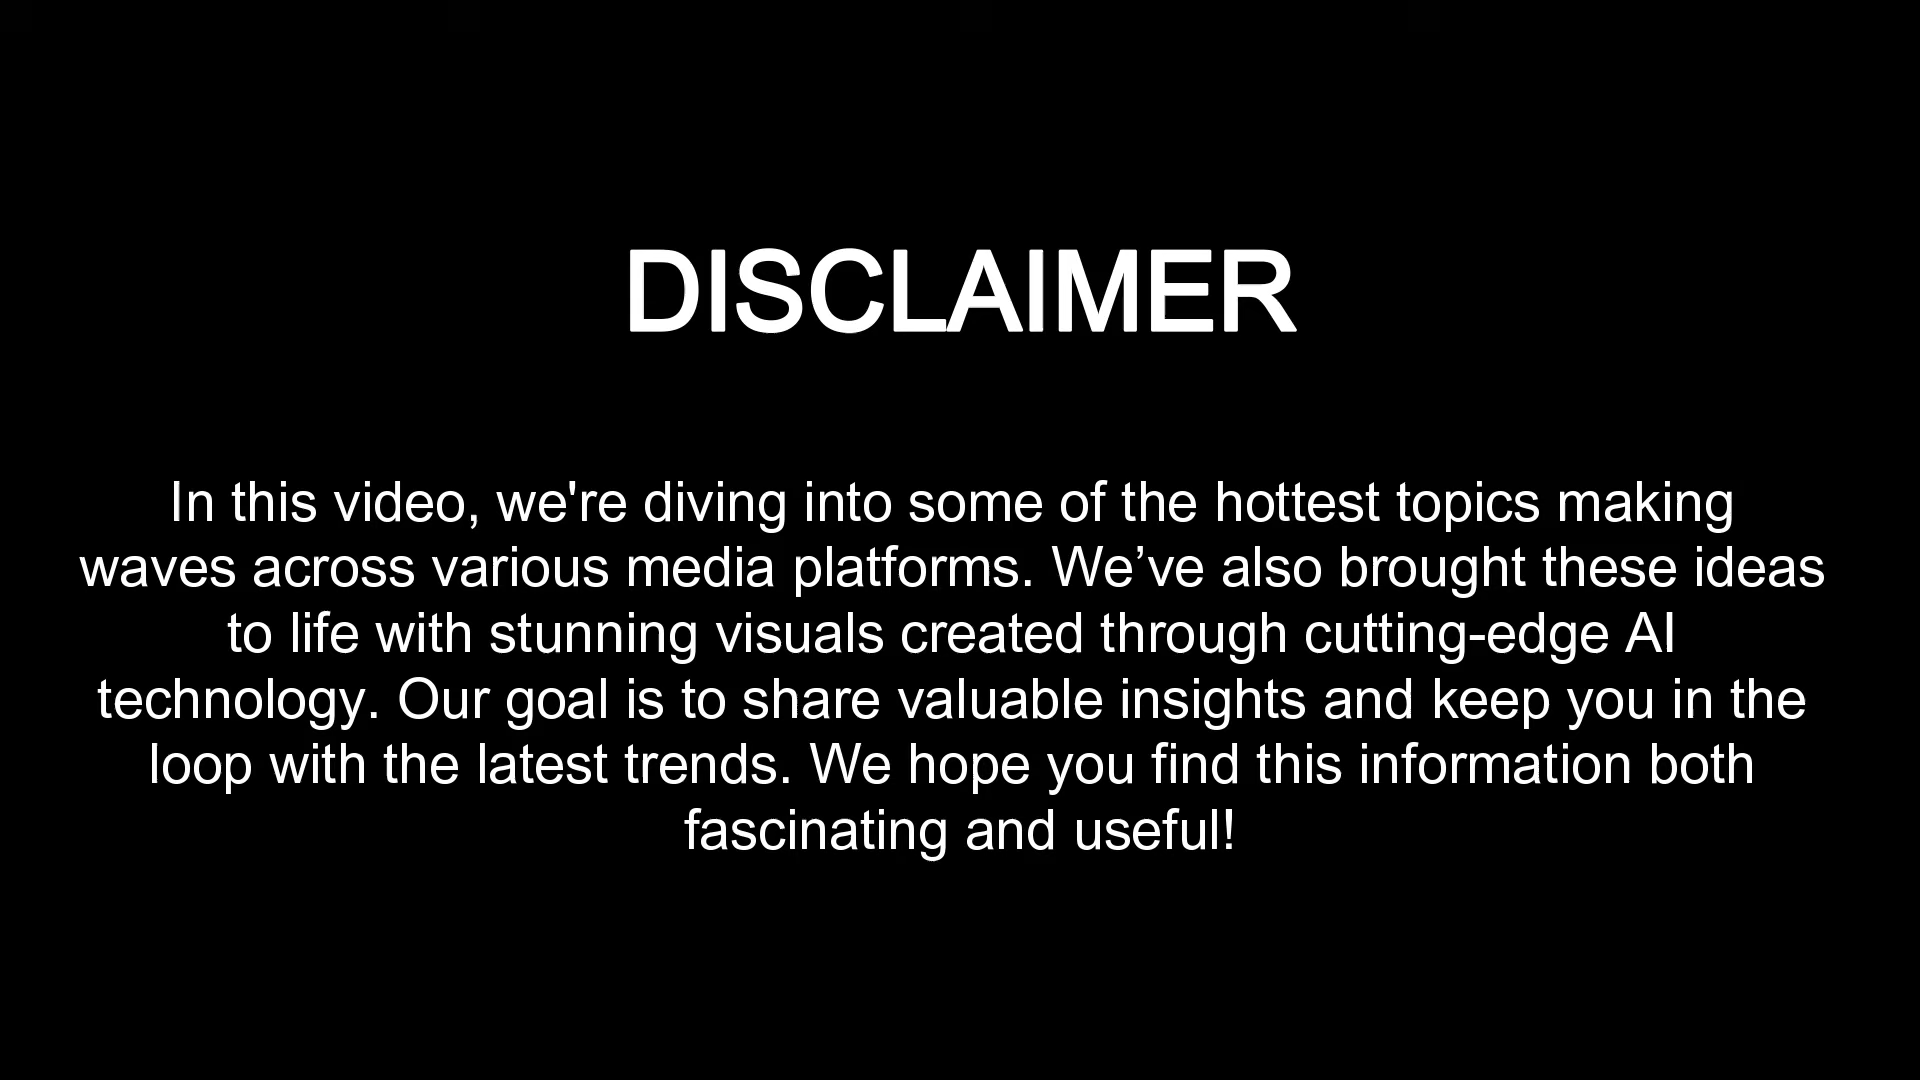 DISCLAIMER
In this video, we're diving into some of the hottest topics making
waves across various media platforms. We’ve also brought these ideas
to life with stunning visuals created through cutting-edge AI
technology. Our goal is to share valuable insights and keep you in the
loop with the latest trends. We hope you find this information both
fascinating and useful!